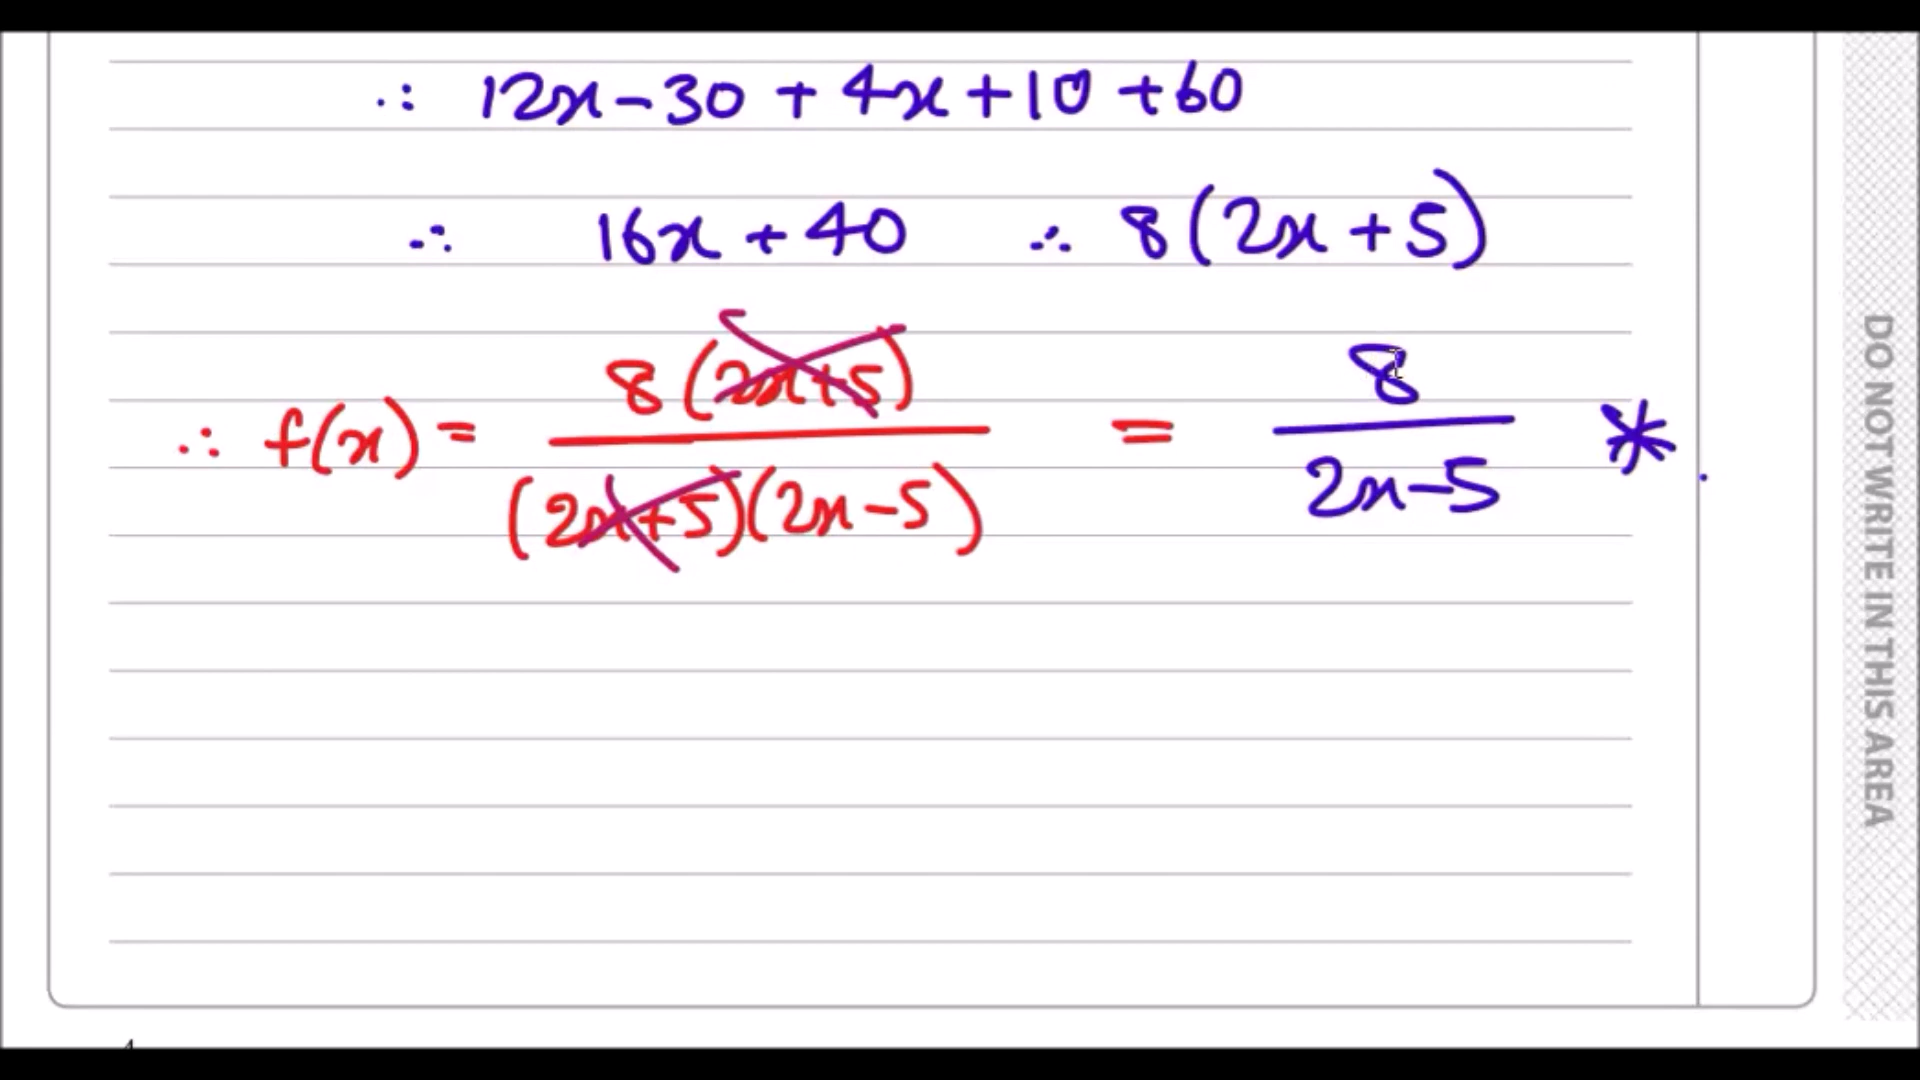 ∴ 12x-30 + 4x+10 +60
∴ 16x + 40 ∴ 8(2x+5)
∴ f(x) = 8(2x+5) / (2x+5)(2x-5) = 8 / 2x-5 *.
DO NOT WRITE IN THIS AREA